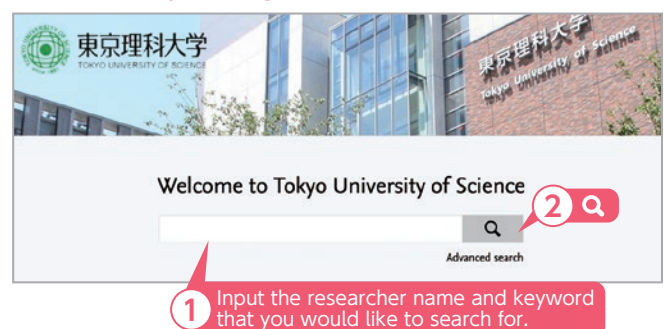 東京理科大学
TOKYO UNIVERSITY OF SCIENCE
東京理科大学
Tokyo University of Science
Welcome to Tokyo University of Science
2
Advanced search
1 Input the researcher name and keyword
that you would like to search for.